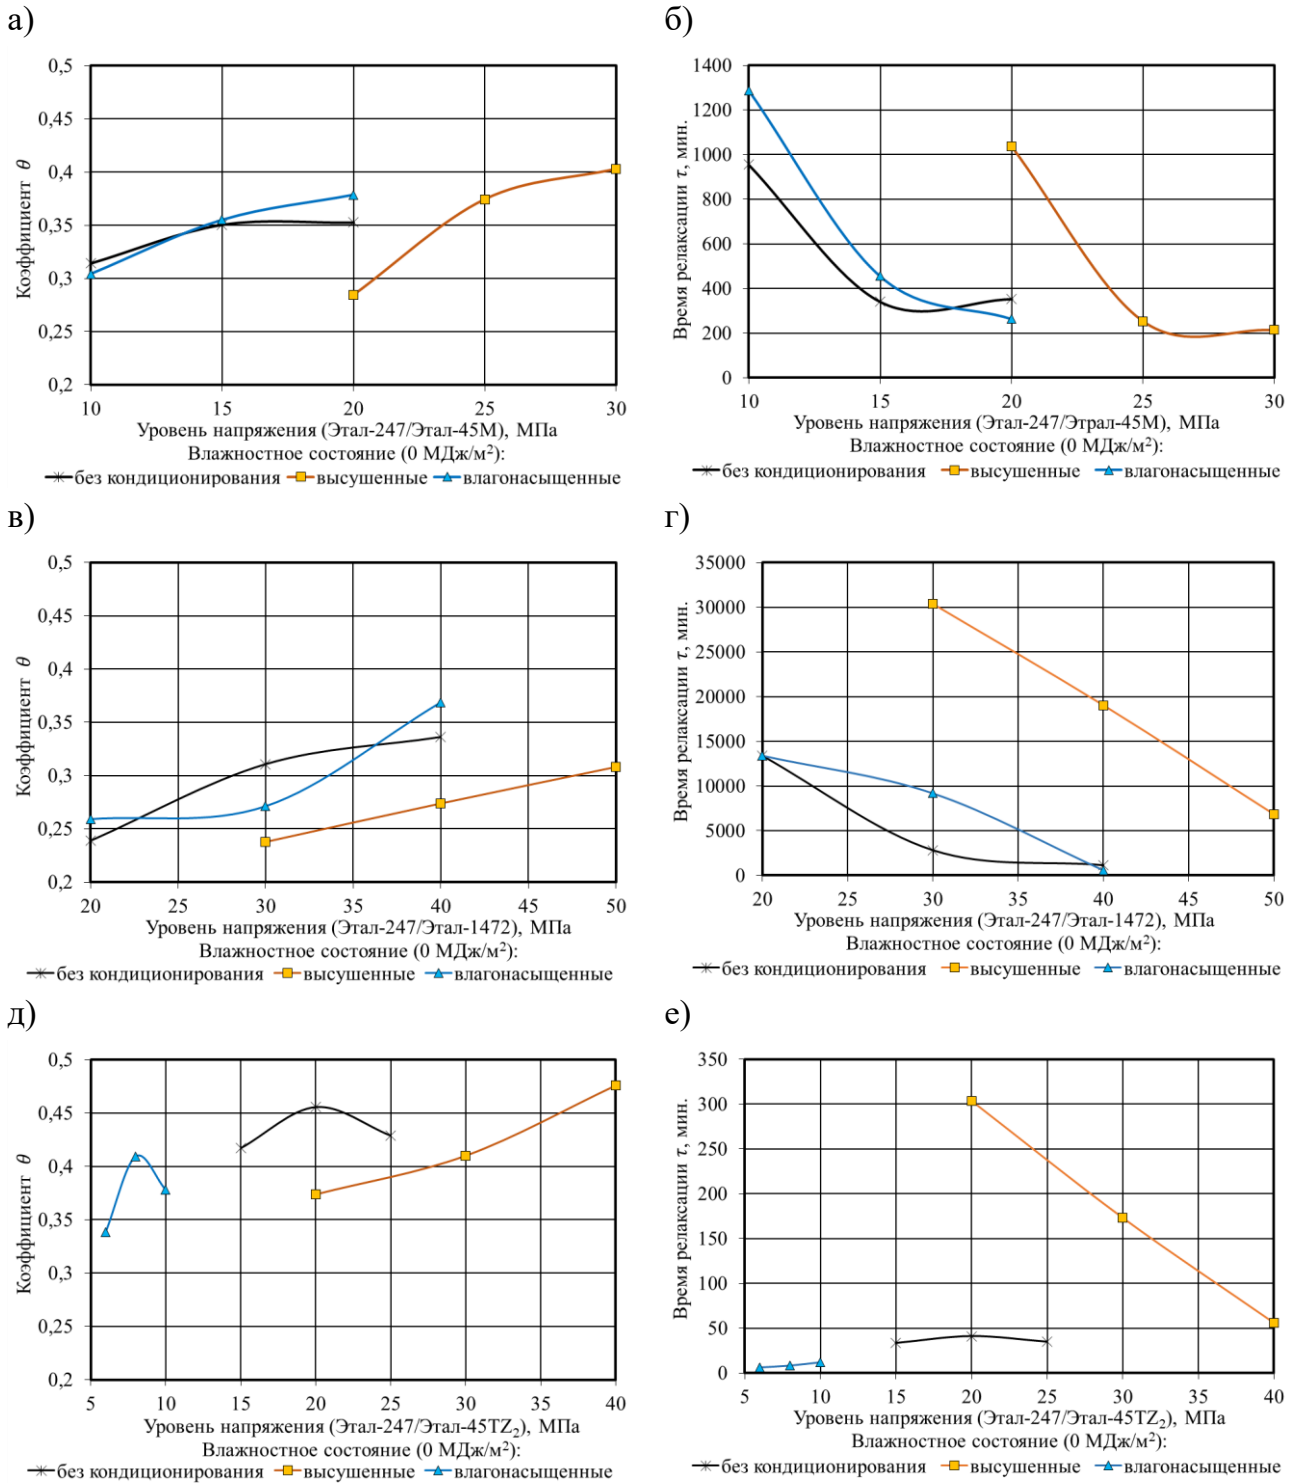 а)
0,5
0,45
0,4
0,35
0,3
0,25
0,2
Коэффициент θ
10 15 20 25 30
Уровень напряжения (Этал-247/Этал-45М), МПа
Влажностное состояние (0 МДж/м²):
без кондиционирования высушенные влагонасыщенные
б)
1400
1200
1000
800
600
400
200
0
Время релаксации τ, мин.
10 15 20 25 30
Уровень напряжения (Этал-247/Этрал-45М), МПа
Влажностное состояние (0 МДж/м²):
без кондиционирования высушенные влагонасыщенные
в)
0,5
0,45
0,4
0,35
0,3
0,25
0,2
Коэффициент θ
20 25 30 35 40 45 50
Уровень напряжения (Этал-247/Этал-1472), МПа
Влажностное состояние (0 МДж/м²):
без кондиционирования высушенные влагонасыщенные
г)
35000
30000
25000
20000
15000
10000
5000
0
Время релаксации τ, мин.
20 25 30 35 40 45 50
Уровень напряжения (Этал-247/Этал-1472), МПа
Влажностное состояние (0 МДж/м²):
без кондиционирования высушенные влагонасыщенные
д)
0,5
0,45
0,4
0,35
0,3
0,25
0,2
Коэффициент θ
5 10 15 20 25 30 35 40
Уровень напряжения (Этал-247/Этал-45TZ₂), МПа
Влажностное состояние (0 МДж/м²):
без кондиционирования высушенные влагонасыщенные
е)
350
300
250
200
150
100
50
0
Время релаксации τ, мин.
5 10 15 20 25 30 35 40
Уровень напряжения (Этал-247/Этал-45TZ₂), МПа
Влажностное состояние (0 МДж/м²):
без кондиционирования высушенные влагонасыщенные